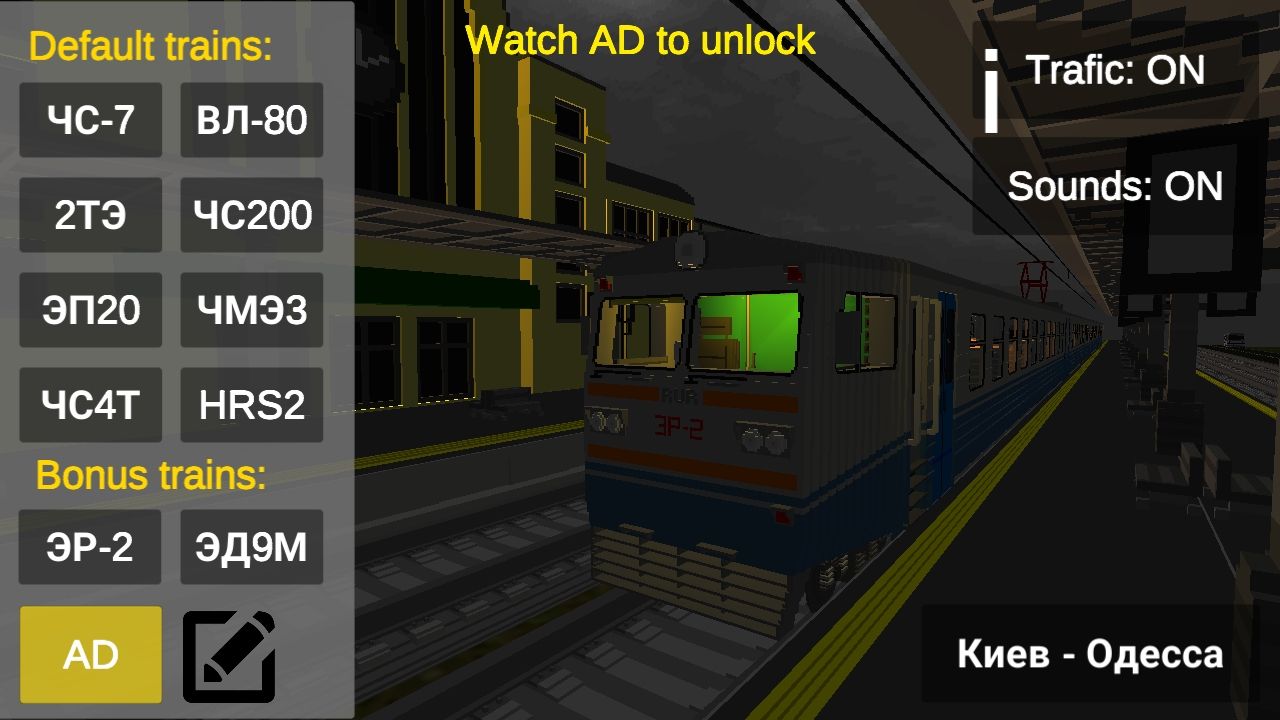 Default trains:
ЧС-7
ВЛ-80
2ТЭ
ЧС200
ЭП20
ЧМЭ3
ЧС4Т
HRS2
Bonus trains:
ЭР-2
ЭД9М
AD
Watch AD to unlock
i
Trafic: ON
Sounds: ON
RUR
ЭР-2
Киев - Одесса